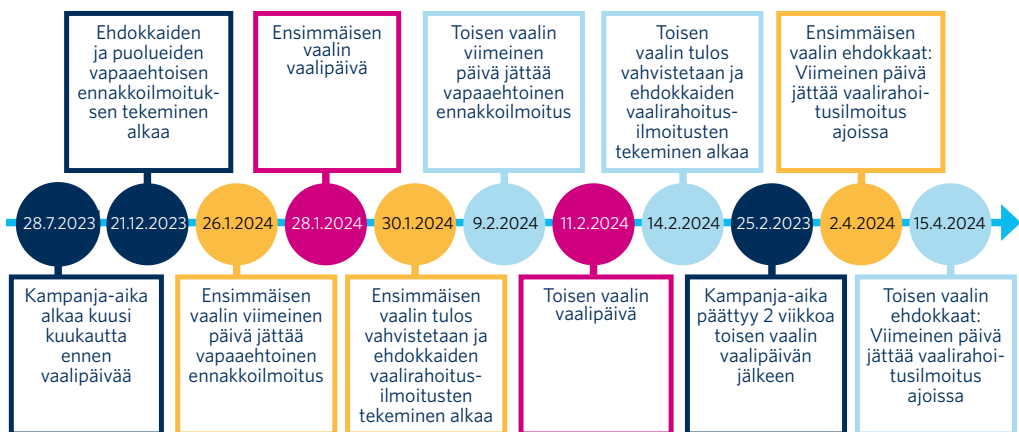 Ehdokkaiden
ja puolueiden
vapaaehtoisen
ennakkoilmoituk-
sen tekeminen
alkaa
Ensimmäisen
vaalin
vaalipäivä
Toisen vaalin
viimeinen
päivä jättää
vapaaehtoinen
ennakkoilmoitus
Toisen
vaalin tulos
vahvistetaan ja
ehdokkaiden
vaalirahoitus-
ilmoitusten
tekeminen alkaa
Ensimmäisen
vaalin ehdokkaat:
Viimeinen päivä
jättää vaalirahoi-
tusilmoitus
ajoissa
28.7.2023
21.12.2023
26.1.2024
28.1.2024
30.1.2024
9.2.2024
11.2.2024
14.2.2024
25.2.2023
2.4.2024
15.4.2024
Kampanja-aika
alkaa kuusi
kuukautta
ennen
vaalipäivää
Ensimmäisen
vaalin viimeinen
päivä jättää
vapaaehtoinen
ennakkoilmoitus
Ensimmäisen
vaalin tulos
vahvistetaan ja
ehdokkaiden
vaalirahoitus-
ilmoitusten
tekeminen alkaa
Toisen vaalin
vaalipäivä
Kampanja-aika
päättyy 2 viikkoa
toisen vaalin
vaalipäivän
jälkeen
Toisen vaalin
ehdokkaat:
Viimeinen päivä
jättää vaalirahoi-
tusilmoitus
ajoissa